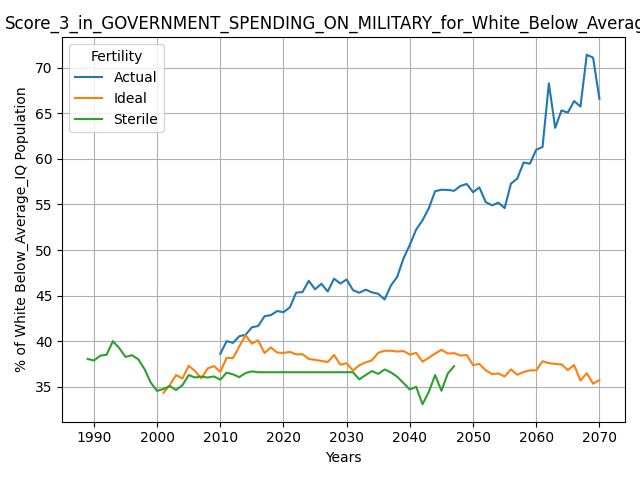 Score_3_in_GOVERNMENT_SPENDING_ON_MILITARY_for_White_Below_Averag
Fertility
Actual
Ideal
Sterile
% of White Below_Average_IQ Population
70
65
60
55
50
45
40
35
1990 2000 2010 2020 2030 2040 2050 2060 2070
Years